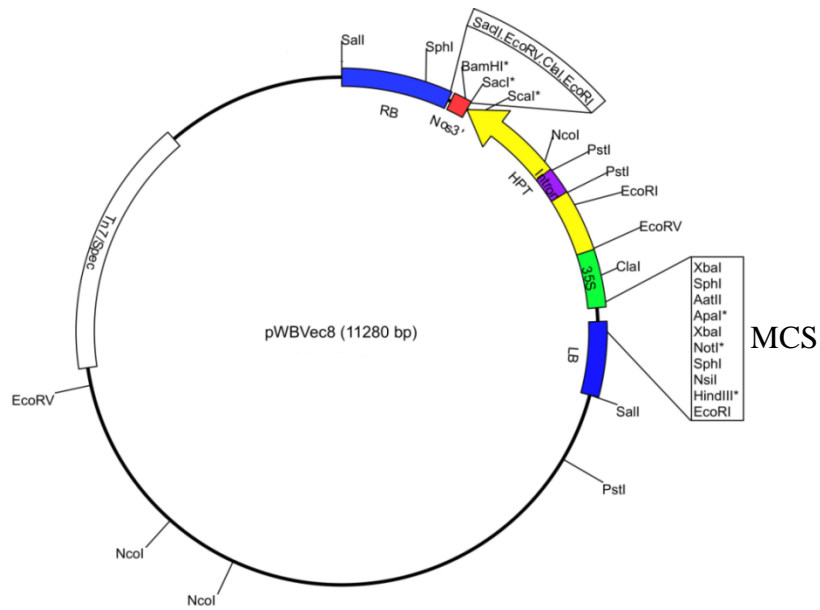 SalI
SphI
SacII.EcoRV.ClaI.EcoRI
BamHI*
SacI*
ScaI*
RB
Nos3'
NcoI
PstI
Intron
PstI
HPT
EcoRI
EcoRV
Tn7/Spec
35S
ClaI
XbaI
SphI
AatII
ApaI*
XbaI
NotI*
SphI
NsiI
HindIII*
EcoRI
MCS
pWBVec8 (11280 bp)
LB
EcoRV
SalI
PstI
NcoI
NcoI